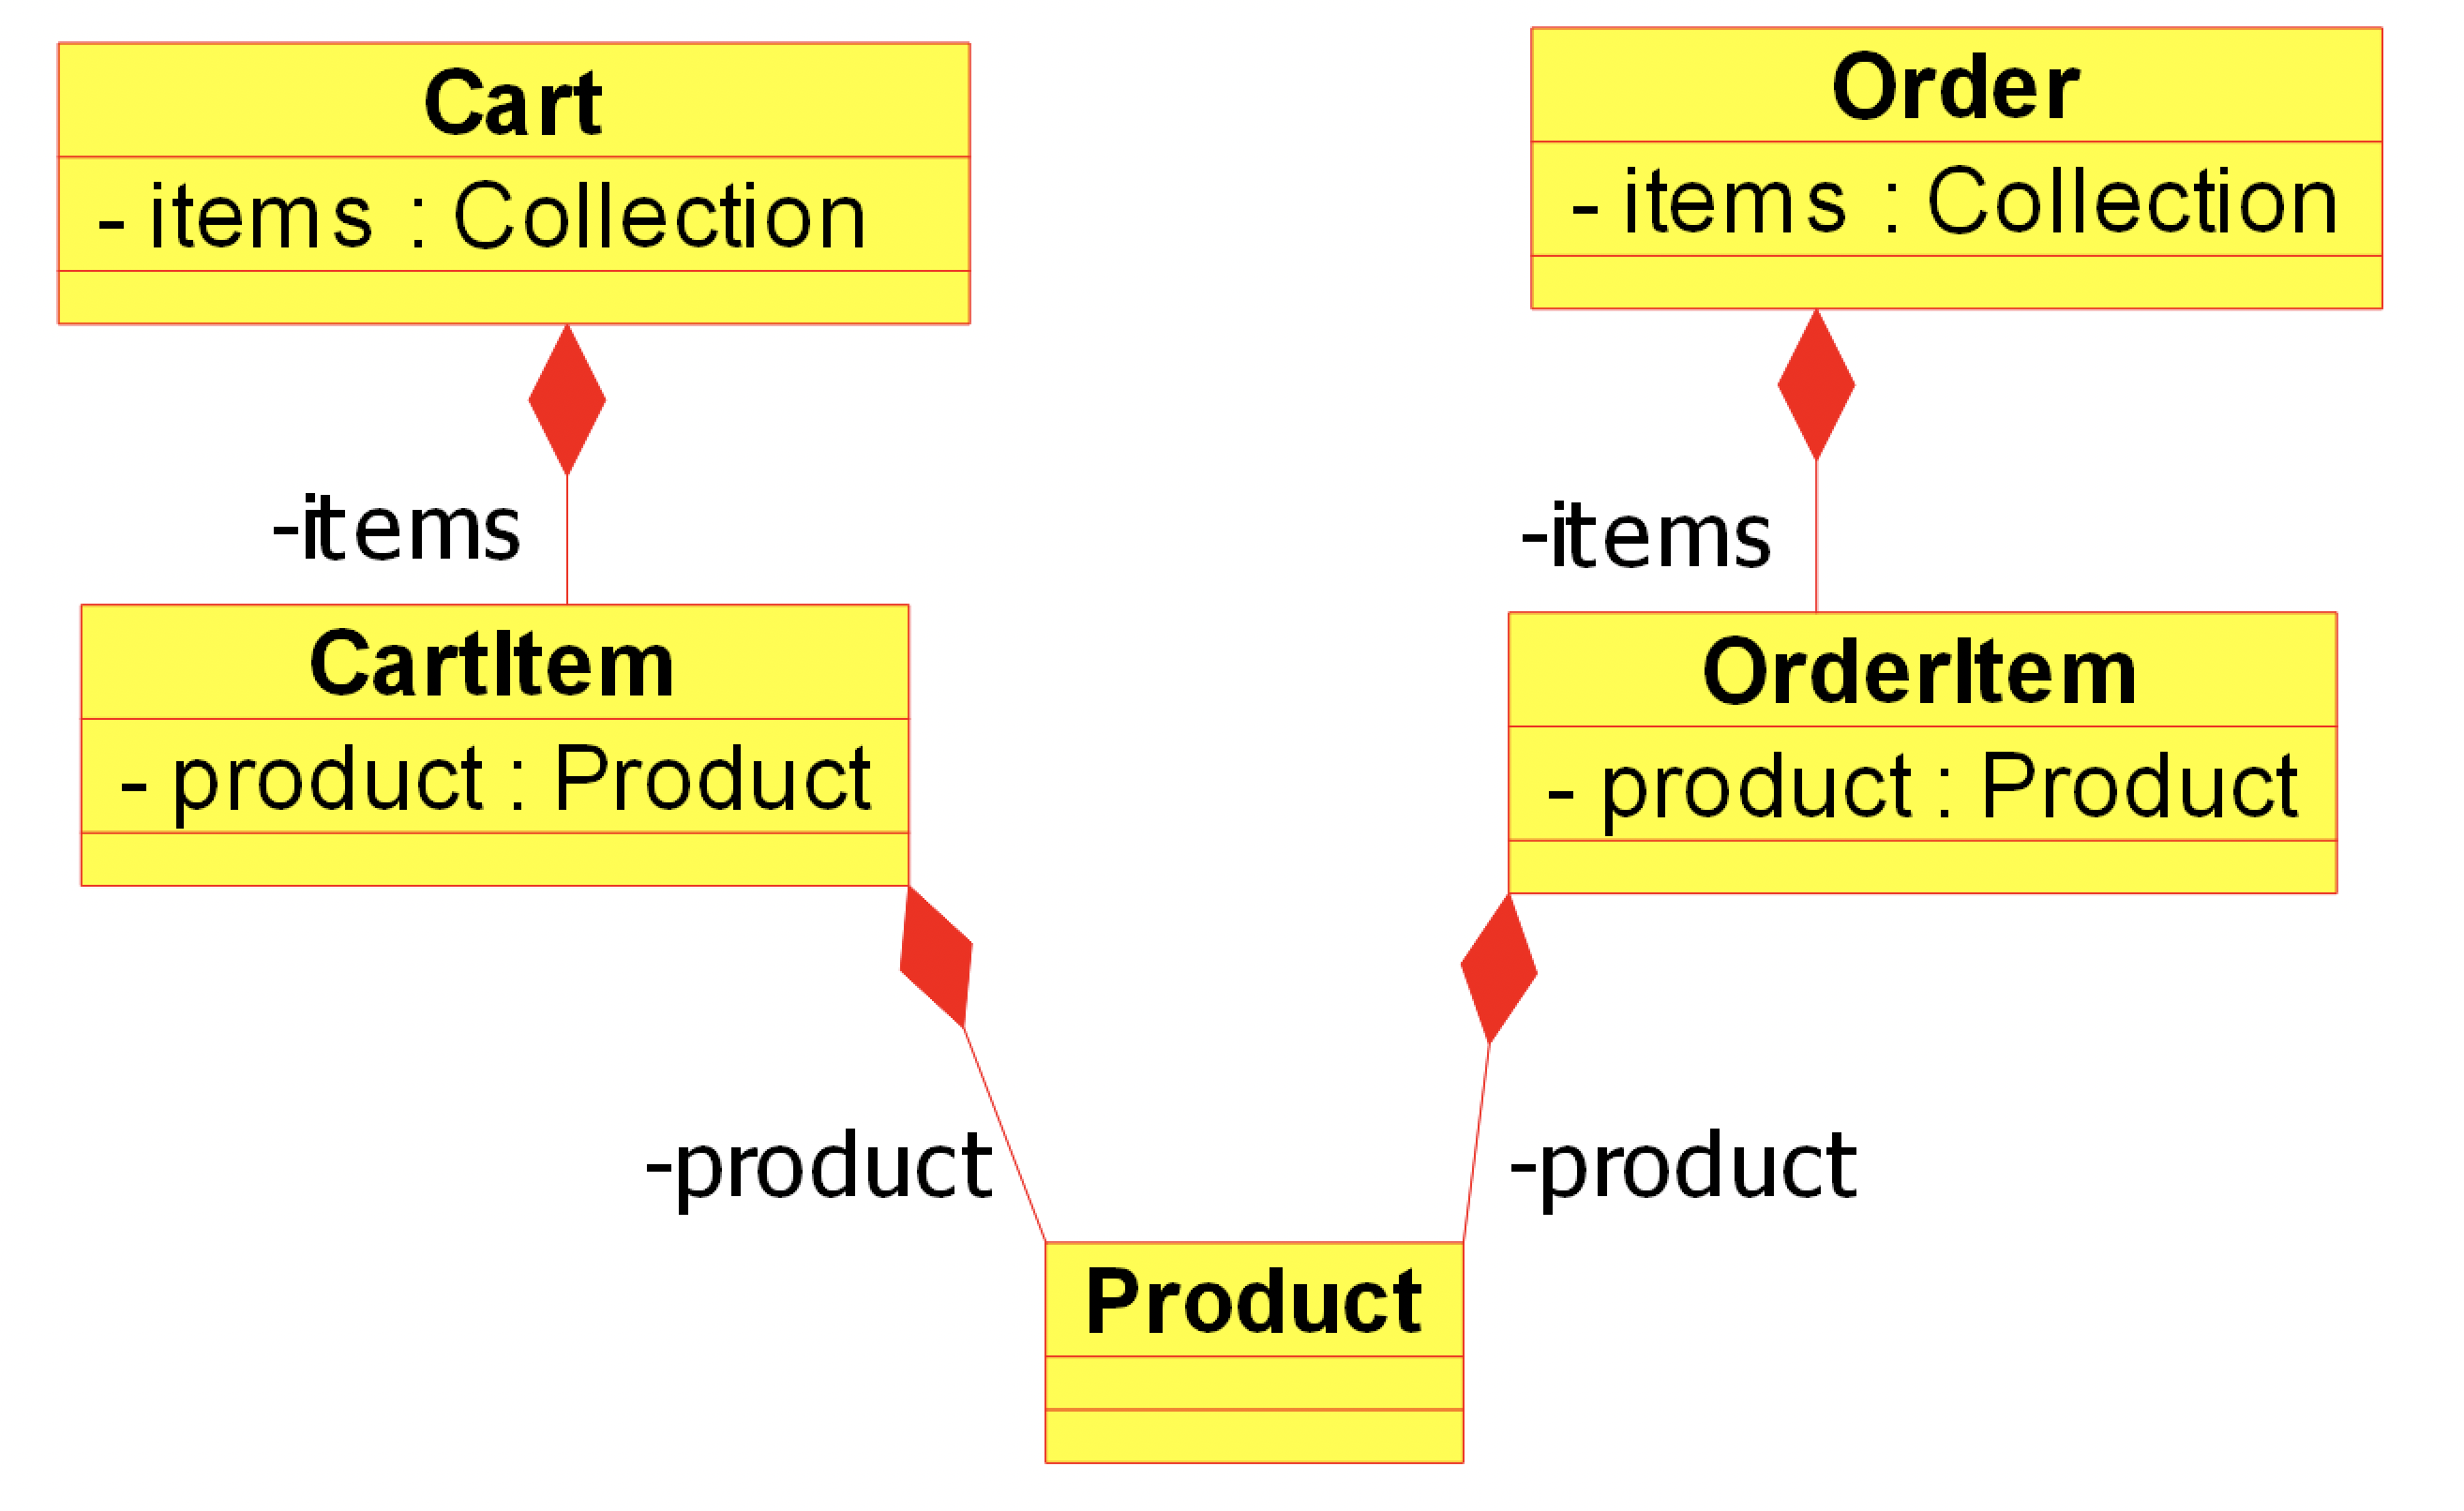 Cart
- items : Collection
Order
- items : Collection
-items
-items
CartItem
- product : Product
OrderItem
- product : Product
-product
-product
Product